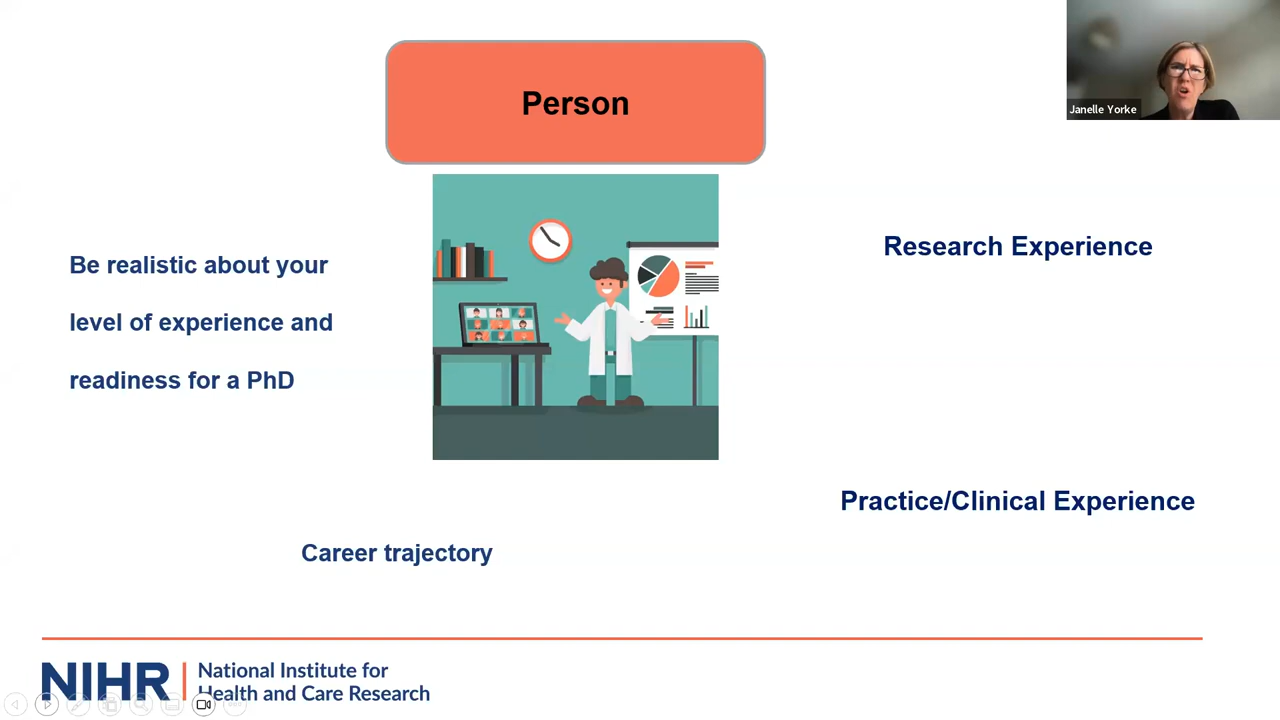 Person
Janelle Yorke
Research Experience
Be realistic about your
level of experience and
readiness for a PhD
Practice/Clinical Experience
Career trajectory
NIHR
National Institute for
Health and Care Research